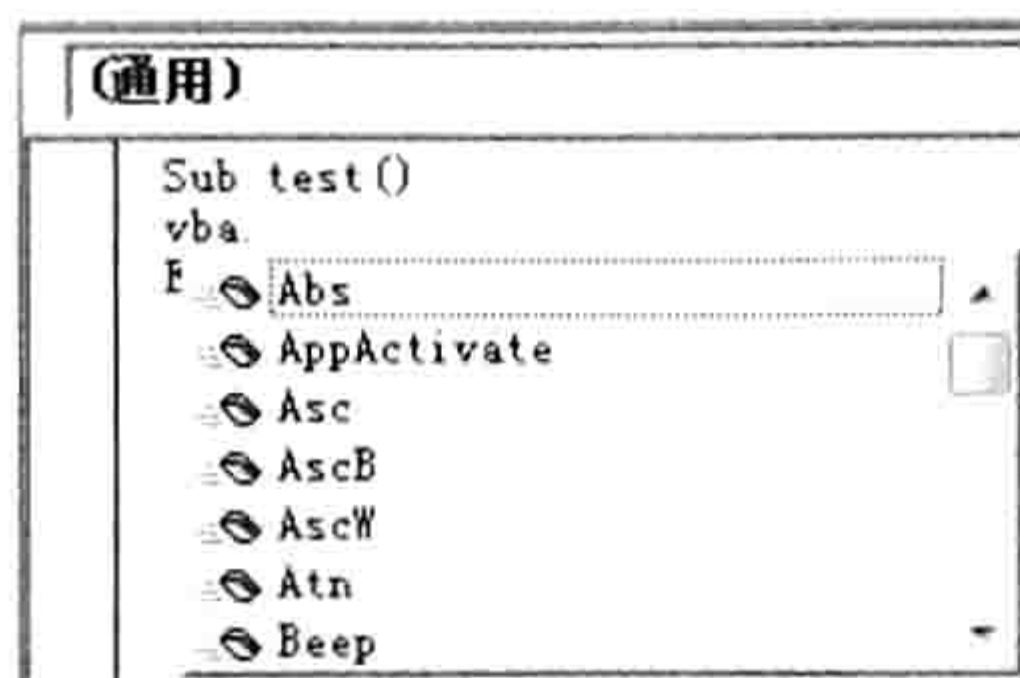 (通用)
Sub test()
vba.
E
Abs
AppActivate
Asc
AscB
AscW
Atn
Beep